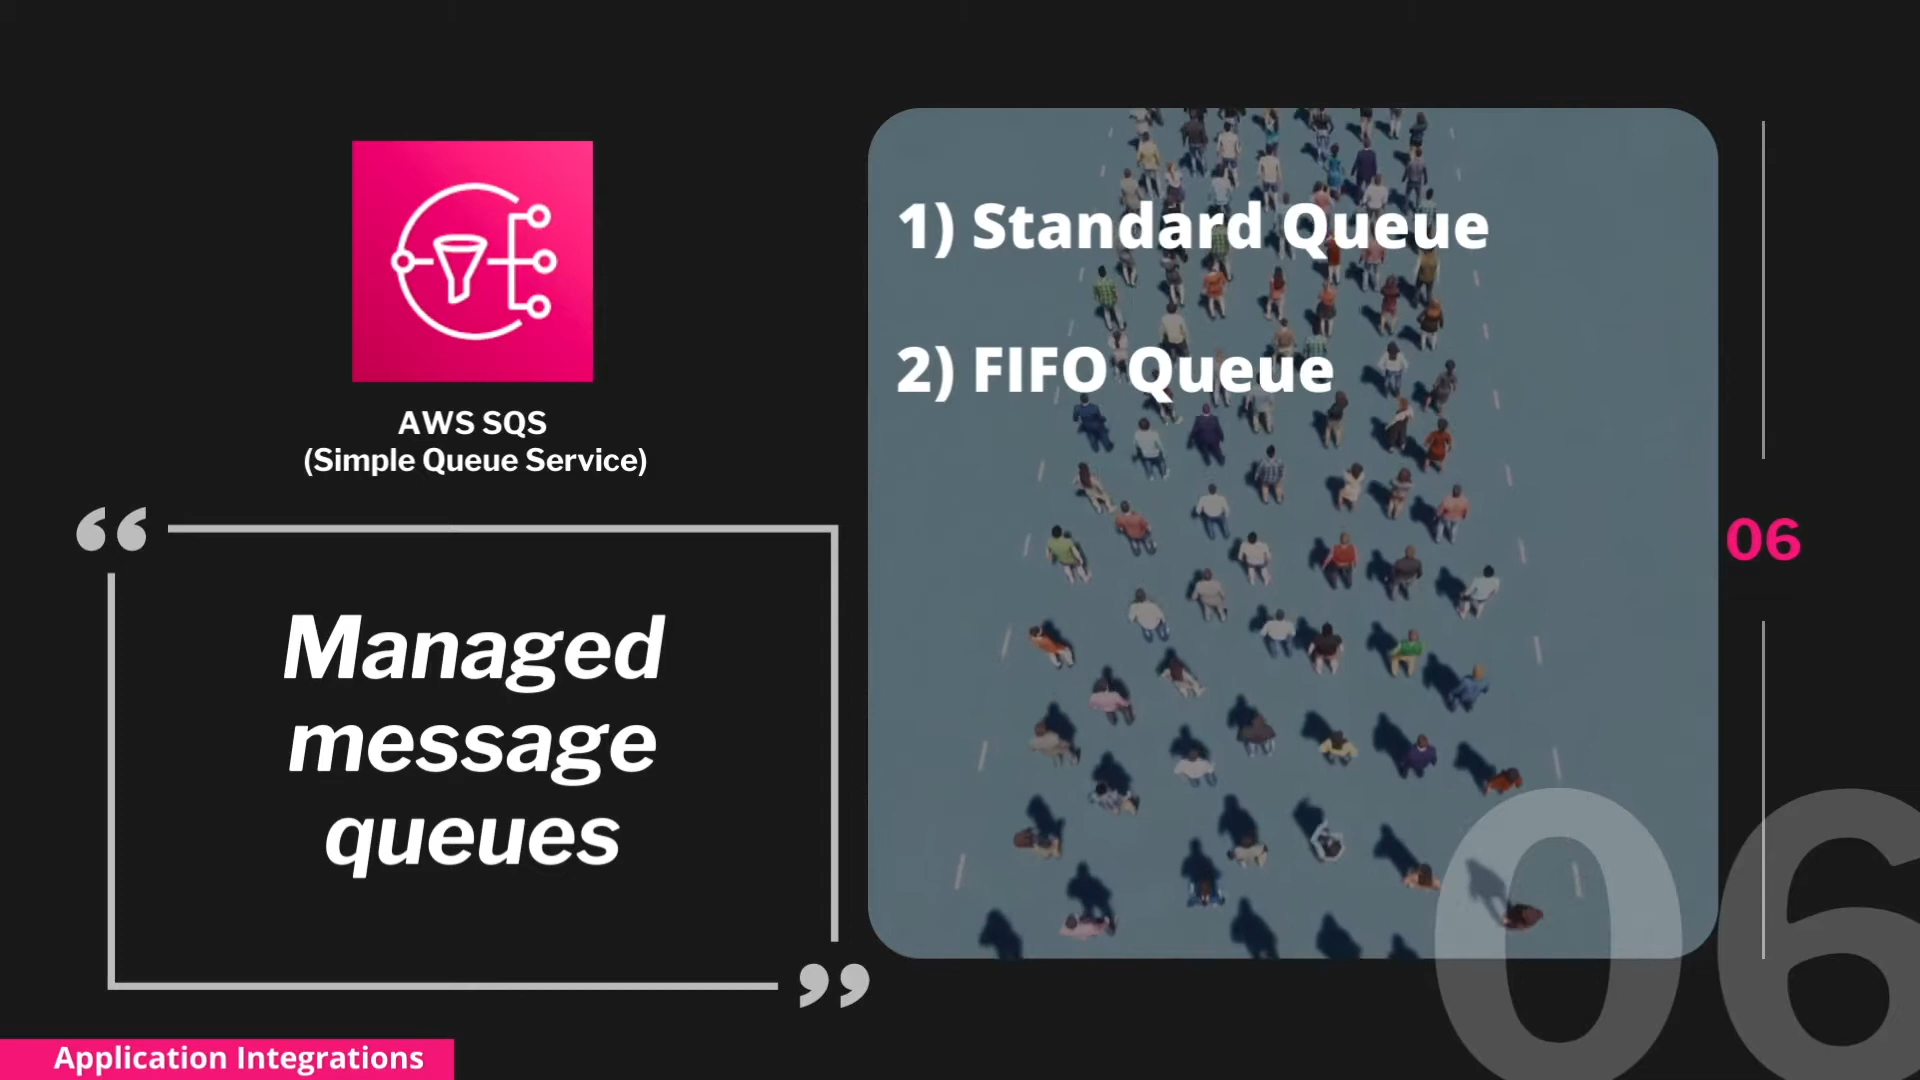 AWS SQS
(Simple Queue Service)
“
Managed
message
queues
”
1) Standard Queue
2) FIFO Queue
06
06
Application Integrations